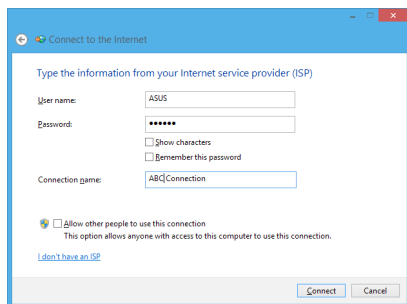 Connect to the Internet
Type the information from your Internet service provider (ISP)
User name:
ASUS
Password:
••••••
Show characters
Remember this password
Connection name:
ABC Connection
Allow other people to use this connection
This option allows anyone with access to this computer to use this connection.
I don't have an ISP
Connect
Cancel